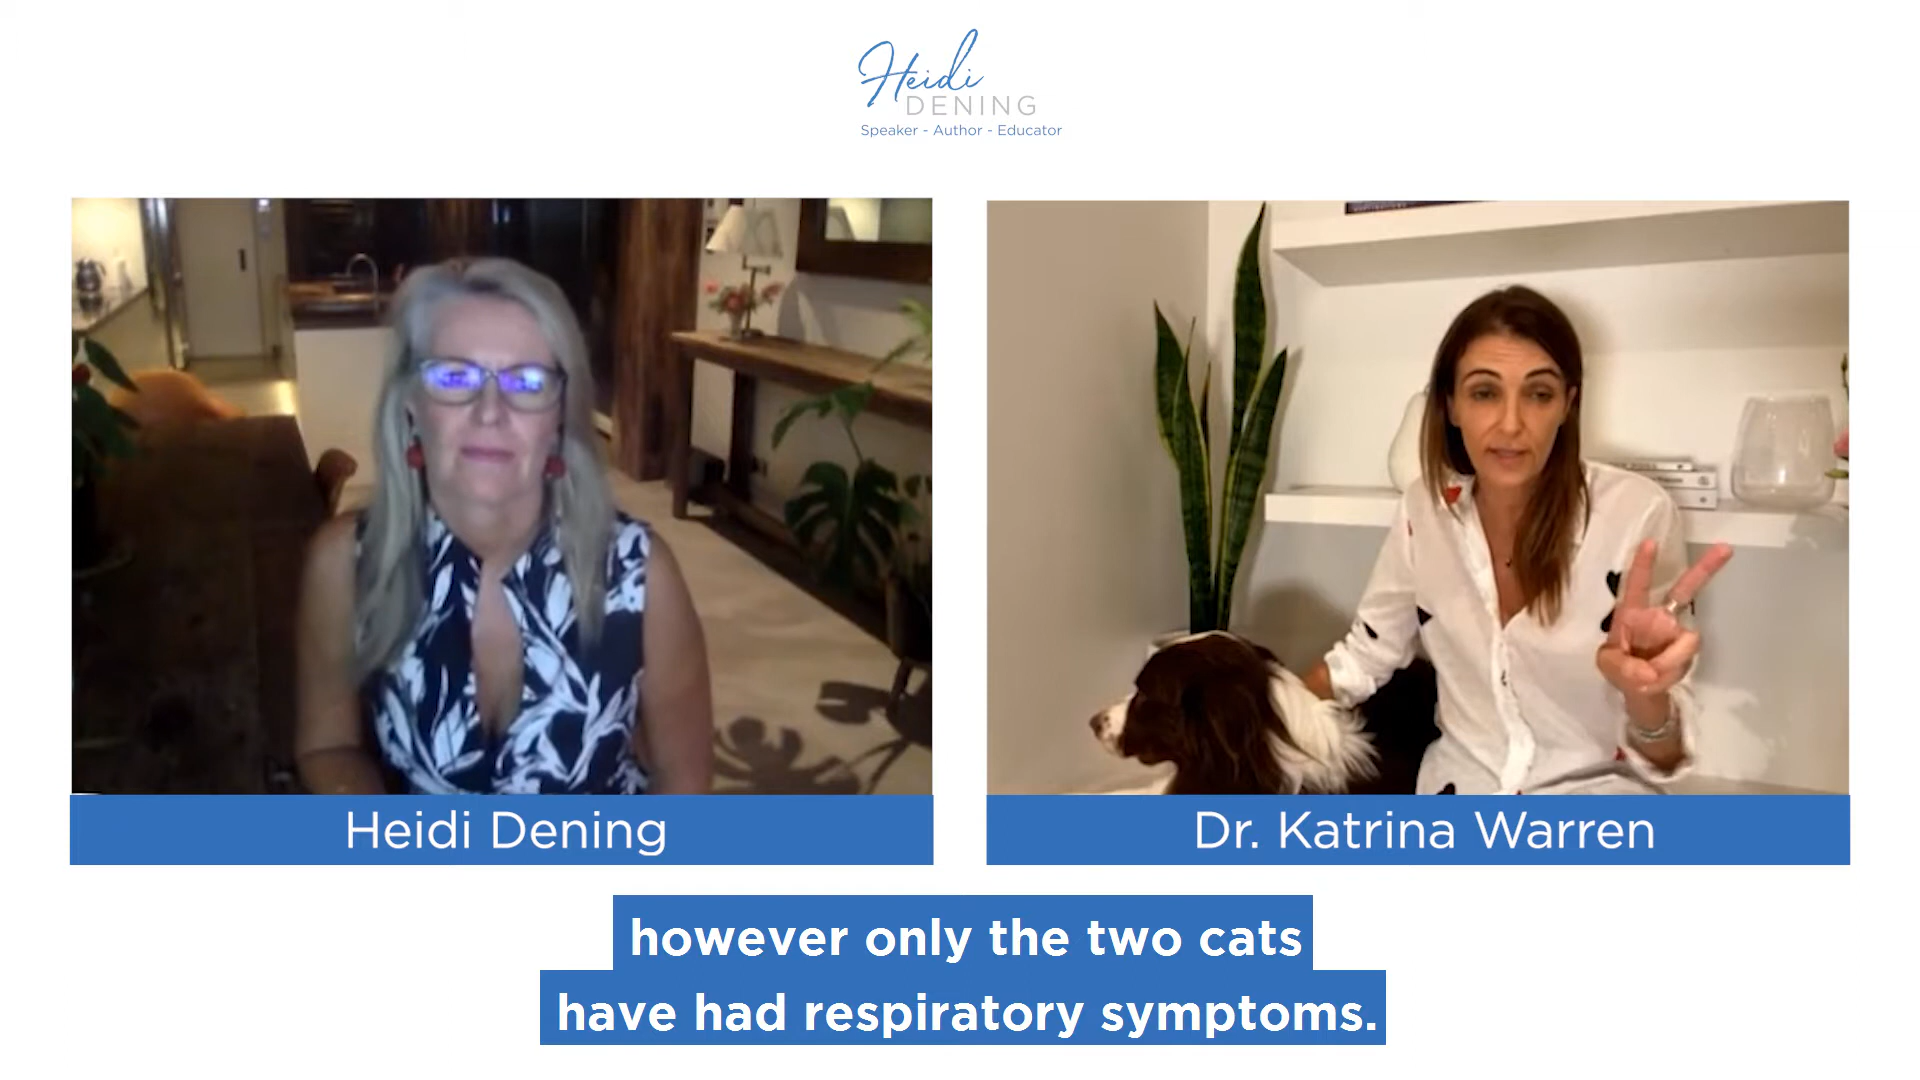 Heidi
DENING
Speaker - Author - Educator
Heidi Dening
Dr. Katrina Warren
however only the two cats
have had respiratory symptoms.